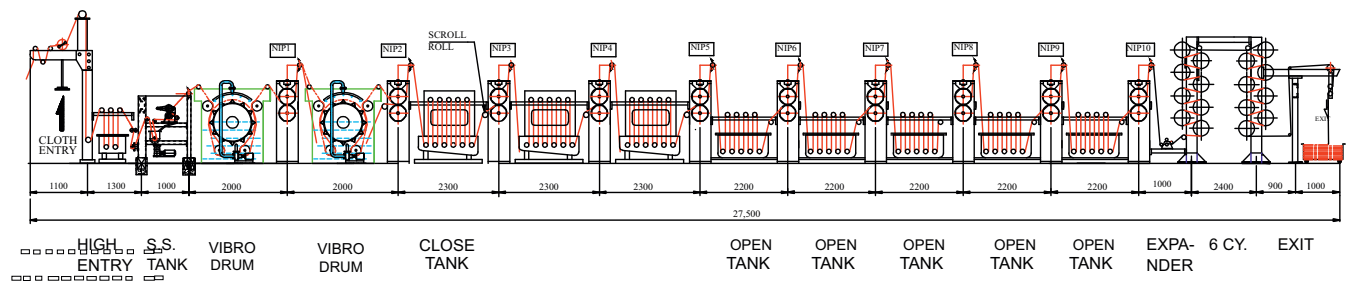 SCROLL
ROLL
NIP1
NIP2
NIP3
NIP4
NIP5
NIP6
NIP7
NIP8
NIP9
NIP10
CLOTH
ENTRY
EXIT
1100
1300
1000
2000
2000
2300
2300
2300
2200
2200
2200
2200
2200
1000
2400
900
1000
27,500
HIGH
ENTRY
S.S.
TANK
VIBRO
DRUM
VIBRO
DRUM
CLOSE
TANK
OPEN
TANK
OPEN
TANK
OPEN
TANK
OPEN
TANK
OPEN
TANK
EXPA-
NDER
6 CY.
EXIT